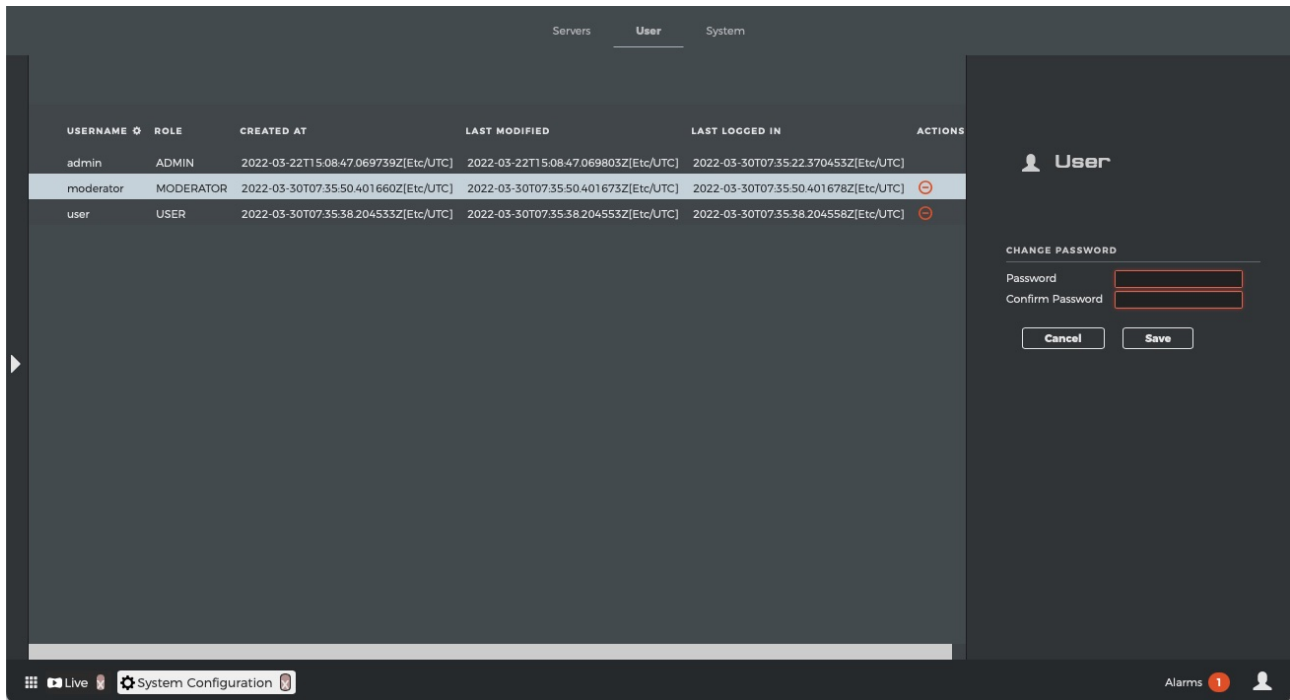 Servers User System
USERNAME ROLE CREATED AT LAST MODIFIED LAST LOGGED IN ACTIONS
admin ADMIN 2022-03-22T15:08:47.069739Z[Etc/UTC] 2022-03-22T15:08:47.069803Z[Etc/UTC] 2022-03-30T07:35:22.370453Z[Etc/UTC]
moderator MODERATOR 2022-03-30T07:35:50.401660Z[Etc/UTC] 2022-03-30T07:35:50.401673Z[Etc/UTC] 2022-03-30T07:35:50.401678Z[Etc/UTC]
user USER 2022-03-30T07:35:38.204533Z[Etc/UTC] 2022-03-30T07:35:38.204553Z[Etc/UTC] 2022-03-30T07:35:38.204558Z[Etc/UTC]
User
CHANGE PASSWORD
Password
Confirm Password
Cancel Save
Live System Configuration Alarms 1